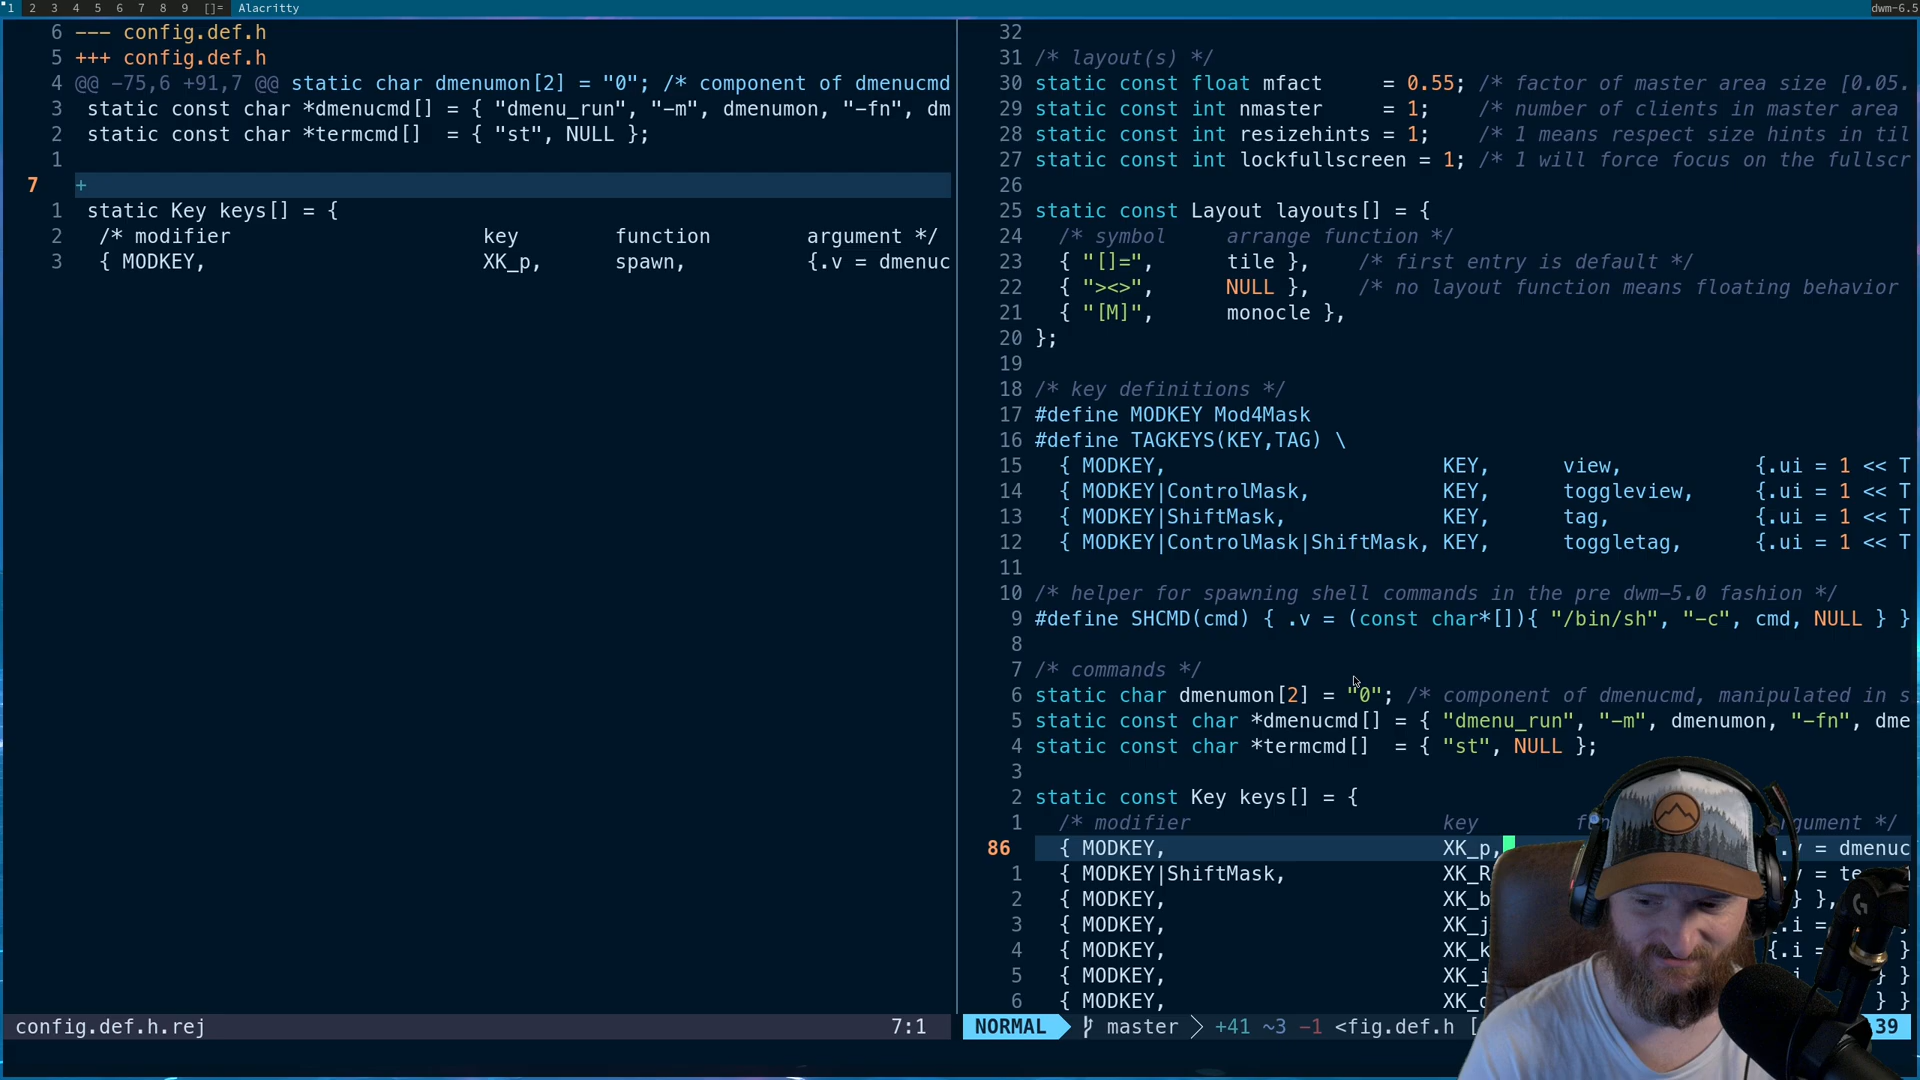 1 2 3 4 5 6 7 8 9 []= Alacritty dwm-6.5
6 --- config.def.h
5 +++ config.def.h
4 @@ -75,6 +91,7 @@ static char dmenumon[2] = "0"; /* component of dmenucmd
3 static const char *dmenucmd[] = { "dmenu_run", "-m", dmenumon, "-fn", dm
2 static const char *termcmd[]  = { "st", NULL };
1
7 +
1 static Key keys[] = {
2 /* modifier                     key        function        argument */
3 { MODKEY,                       XK_p,      spawn,          {.v = dmenuc
config.def.h.rej 7:1
32
31 /* layout(s) */
30 static const float mfact     = 0.55; /* factor of master area size [0.05.
29 static const int nmaster     = 1;    /* number of clients in master area
28 static const int resizehints = 1;    /* 1 means respect size hints in til
27 static const int lockfullscreen = 1; /* 1 will force focus on the fullscr
26
25 static const Layout layouts[] = {
24 /* symbol     arrange function */
23 { "[]=",      tile },    /* first entry is default */
22 { "><>",      NULL },    /* no layout function means floating behavior
21 { "[M]",      monocle },
20 };
19
18 /* key definitions */
17 #define MODKEY Mod4Mask
16 #define TAGKEYS(KEY,TAG) \
15 { MODKEY,                       KEY,      view,           {.ui = 1 << T
14 { MODKEY|ControlMask,           KEY,      toggleview,     {.ui = 1 << T
13 { MODKEY|ShiftMask,             KEY,      tag,            {.ui = 1 << T
12 { MODKEY|ControlMask|ShiftMask, KEY,      toggletag,      {.ui = 1 << T
11
10 /* helper for spawning shell commands in the pre dwm-5.0 fashion */
9 #define SHCMD(cmd) { .v = (const char*[]){ "/bin/sh", "-c", cmd, NULL } }
8
7 /* commands */
6 static char dmenumon[2] = "0"; /* component of dmenucmd, manipulated in s
5 static const char *dmenucmd[] = { "dmenu_run", "-m", dmenumon, "-fn", dme
4 static const char *termcmd[]  = { "st", NULL };
3
2 static const Key keys[] = {
1 /* modifier                     key
86 { MODKEY,                       XK_p, .v = dmenuc
1 { MODKEY|ShiftMask,             XK_R
2 { MODKEY,                       XK_b } },
3 { MODKEY,                       XK_j
4 { MODKEY,                       XK_k {.i =
5 { MODKEY,                       XK_i } }
6 { MODKEY, } }
NORMAL master +41 ~3 -1 <fig.def.h [ 39